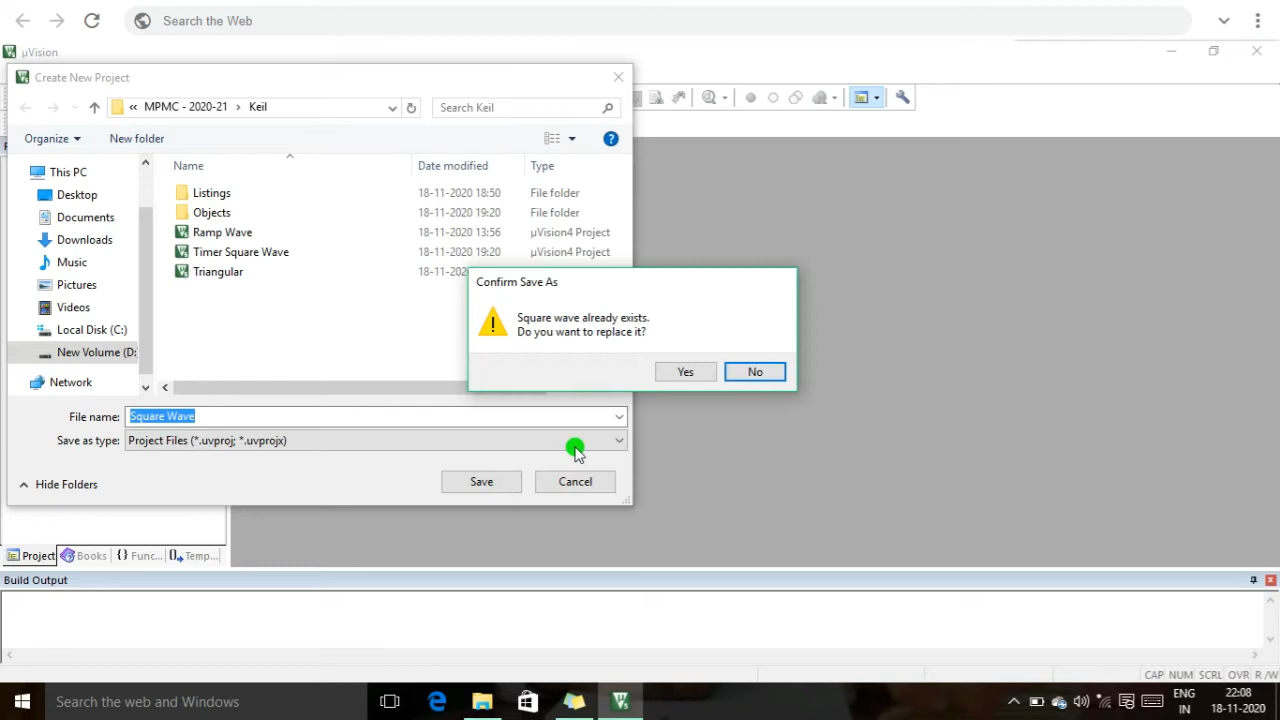 Search the Web
µVision
Create New Project
« MPMC - 2020-21 › Keil
Search Keil
Organize
New folder
Name
Date modified
Type
This PC
Desktop
Documents
Downloads
Music
Pictures
Videos
Local Disk (C:)
New Volume (D:
Network
Listings
18-11-2020 18:50
File folder
Objects
18-11-2020 19:20
File folder
Ramp Wave
18-11-2020 13:56
µVision4 Project
Timer Square Wave
18-11-2020 19:20
µVision4 Project
Triangular
Confirm Save As
Square wave already exists.
Do you want to replace it?
Yes
No
File name:
Square Wave
Save as type:
Project Files (*.uvproj; *.uvprojx)
Hide Folders
Save
Cancel
Project
Books
{} Func...
Temp...
Build Output
CAP NUM SCRL OVR R /W
Search the web and Windows
ENG
IN
22:08
18-11-2020